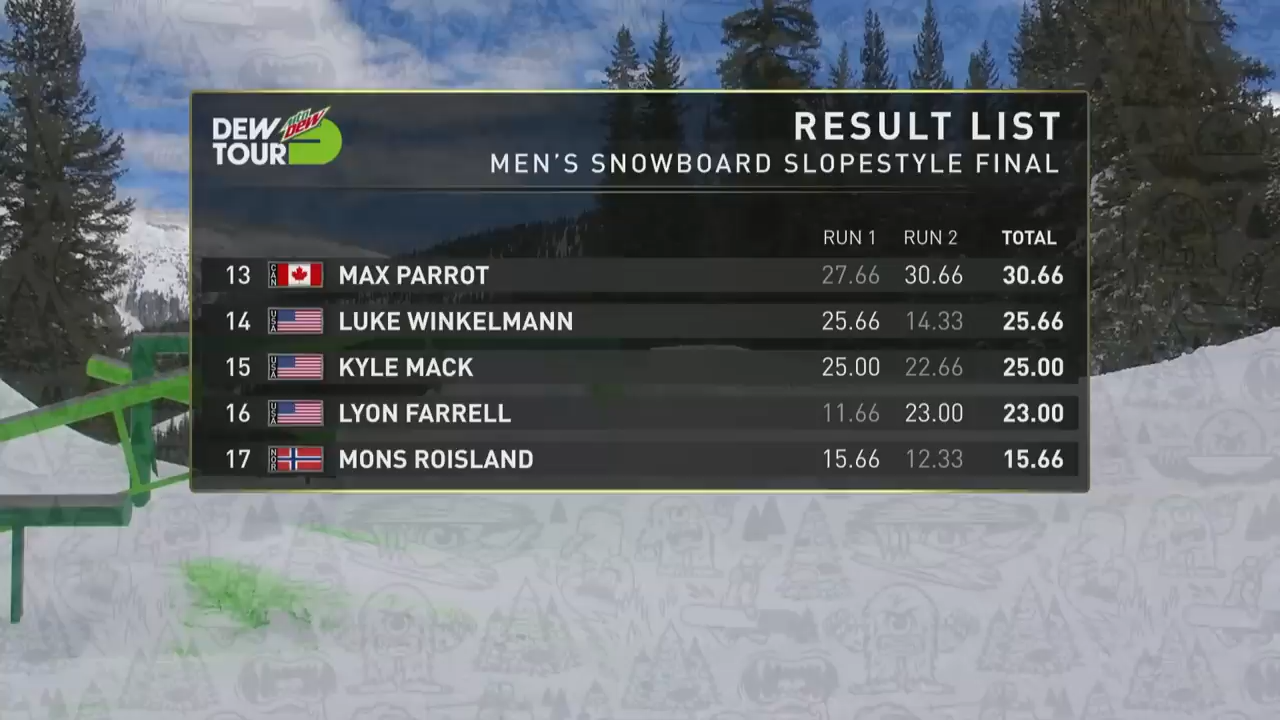 DEW TOUR
mtn DEW
RESULT LIST
MEN'S SNOWBOARD SLOPESTYLE FINAL
RUN 1 RUN 2 TOTAL
13 CAN MAX PARROT 27.66 30.66 30.66
14 USA LUKE WINKELMANN 25.66 14.33 25.66
15 USA KYLE MACK 25.00 22.66 25.00
16 USA LYON FARRELL 11.66 23.00 23.00
17 NOR MONS ROISLAND 15.66 12.33 15.66